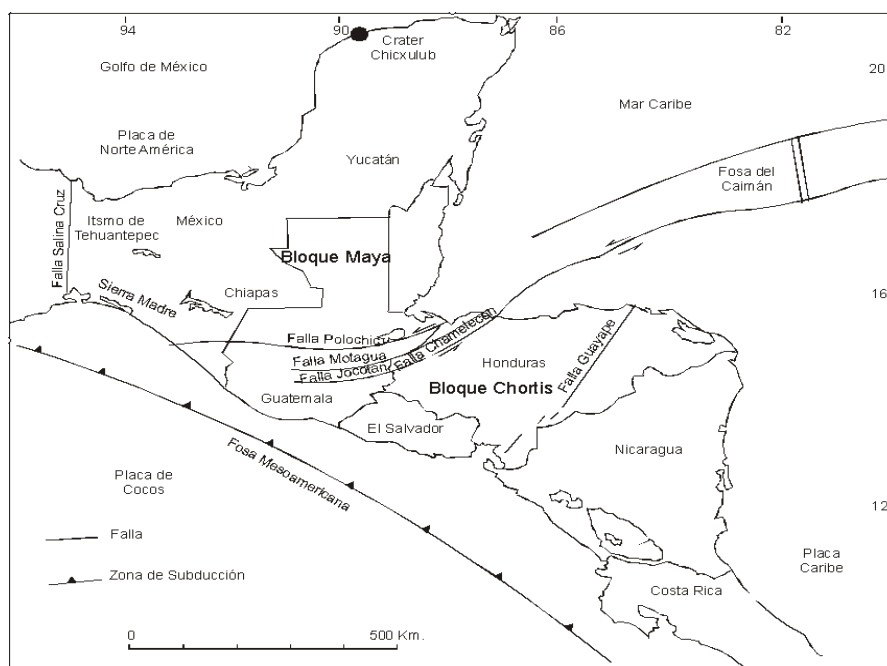 94
90
86
82
Crater
Chicxulub
Golfo de México
20
Mar Caribe
Placa de
Norte América
Yucatán
Fosa del
Caimán
Falla Salina Cruz
Itsmo de
Tehuantepec
México
Bloque Maya
16
Sierra Madre
Chiapas
Falla Polochic
Falla Chamelecón
Falla Motagua
Falla Jocotán
Honduras
Falla Guayape
Bloque Chortis
Guatemala
El Salvador
Nicaragua
Fosa Mesoamericana
Placa de
Cocos
12
Falla
Placa
Caribe
Zona de Subducción
Costa Rica
0
500 Km.